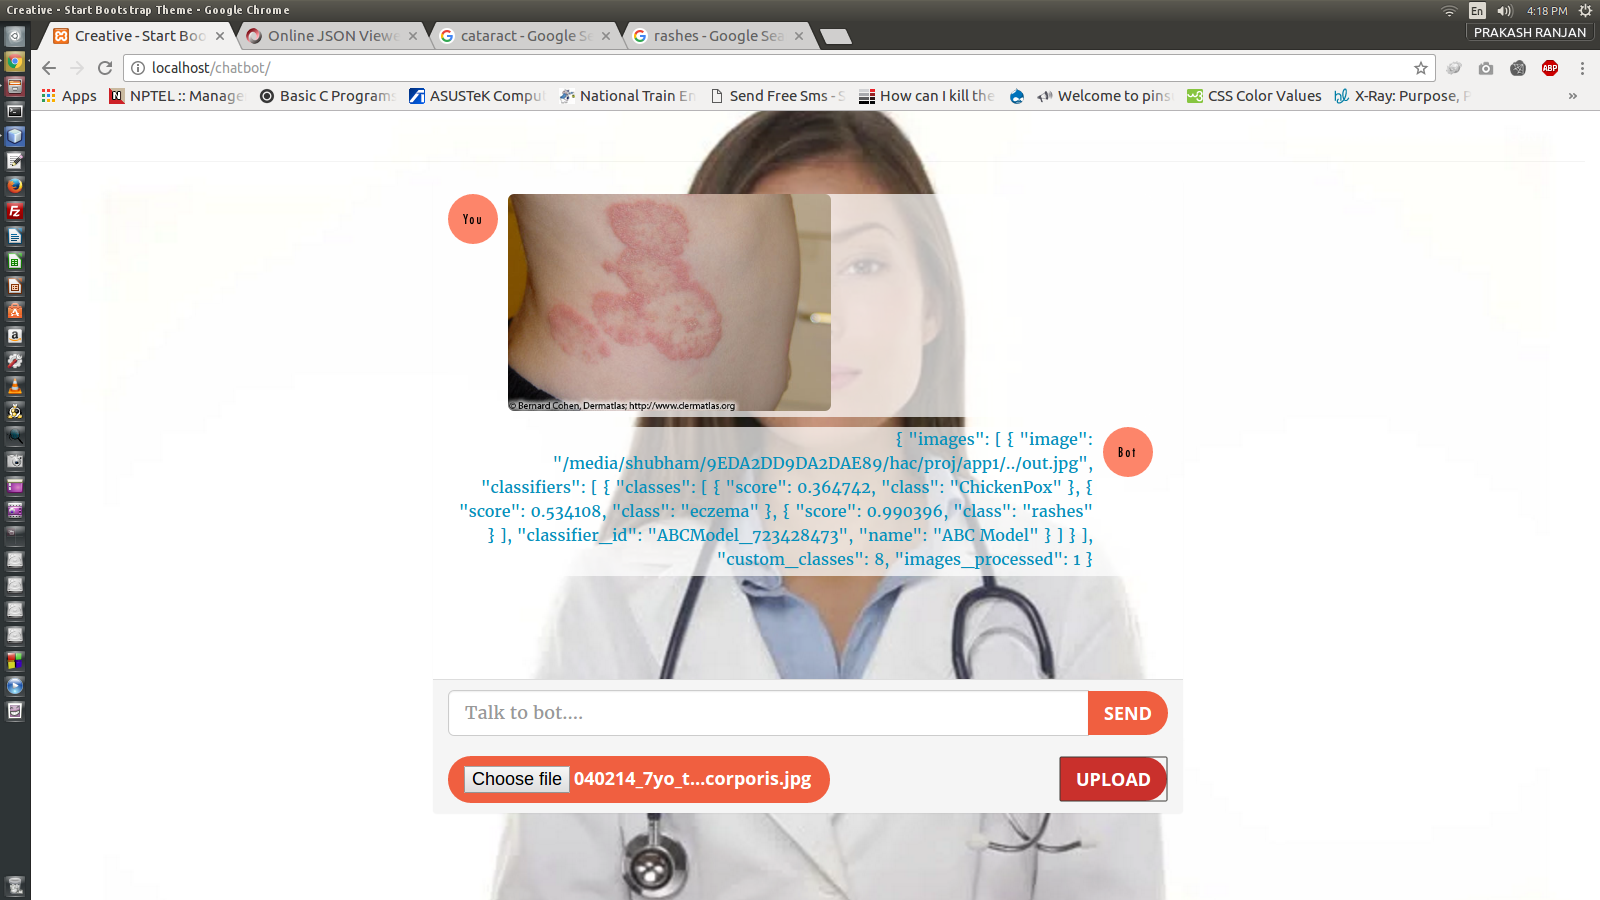 Creative - Start Bootstrap Theme - Google Chrome
En
4:18 PM
Creative - Start Boo
Online JSON Viewe
cataract - Google Se
rashes - Google Sea
PRAKASH RANJAN
localhost/chatbot/
ABP
Apps
NPTEL :: Manage
Basic C Programs
ASUSTeK Comput
National Train En
Send Free Sms - S
How can I kill the
Welcome to pins
CSS Color Values
X-Ray: Purpose, P
»
You
© Bernard Cohen, Dermatlas; http://www.dermatlas.org
{ "images": [ { "image":
"/media/shubham/9EDA2DD9DA2DAE89/hac/proj/app1/../out.jpg",
"classifiers": [ { "classes": [ { "score": 0.364742, "class": "ChickenPox" }, {
"score": 0.534108, "class": "eczema" }, { "score": 0.990396, "class": "rashes"
} ], "classifier_id": "ABCModel_723428473", "name": "ABC Model" } ] } ],
"custom_classes": 8, "images_processed": 1 }
Bot
Talk to bot....
SEND
Choose file
040214_7yo_t...corporis.jpg
UPLOAD